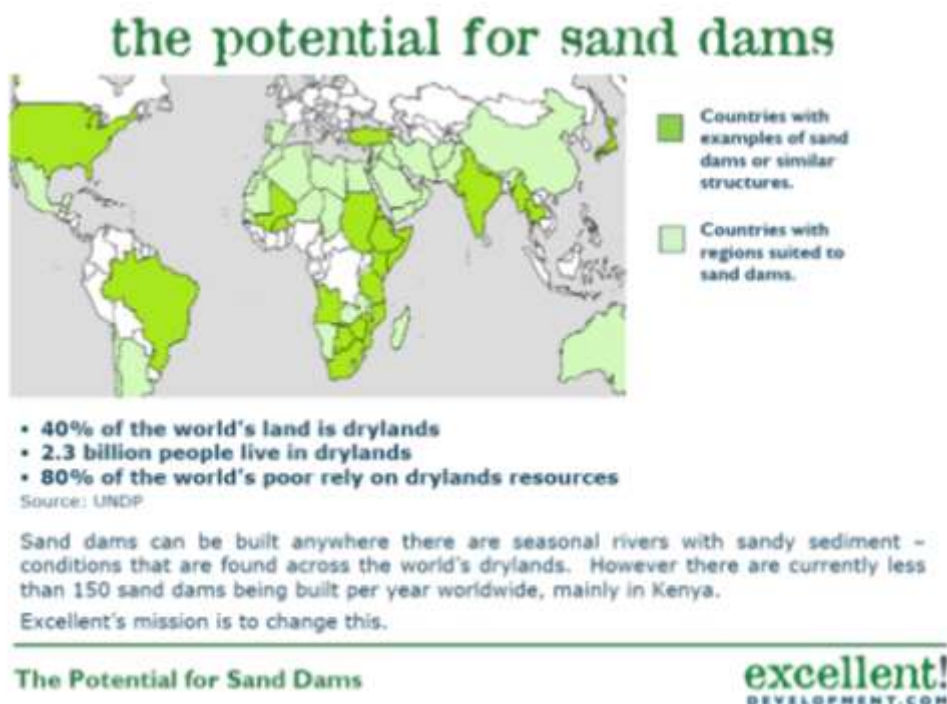 the potential for sand dams
Countries with
examples of sand
dams or similar
structures.
Countries with
regions suited to
sand dams.
• 40% of the world's land is drylands
• 2.3 billion people live in drylands
• 80% of the world's poor rely on drylands resources
Source: UNDP
Sand dams can be built anywhere there are seasonal rivers with sandy sediment –
conditions that are found across the world's drylands. However there are currently less
than 150 sand dams being built per year worldwide, mainly in Kenya.
Excellent's mission is to change this.
The Potential for Sand Dams
excellent!
DEVELOPMENT.COM